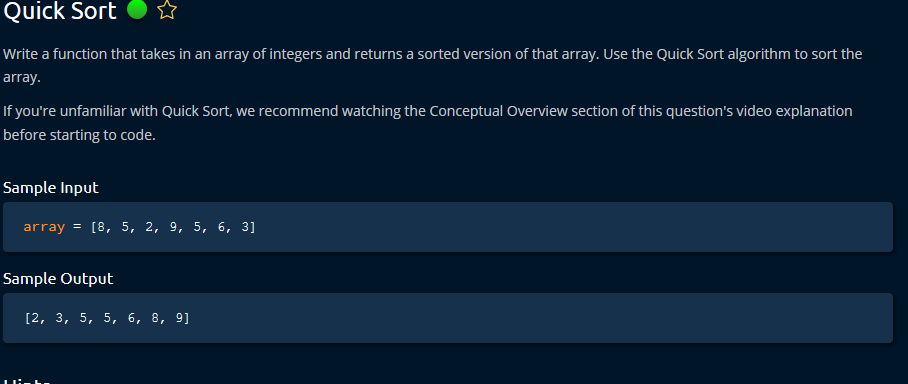 Quick Sort
Write a function that takes in an array of integers and returns a sorted version of that array. Use the Quick Sort algorithm to sort the
array.
If you're unfamiliar with Quick Sort, we recommend watching the Conceptual Overview section of this question's video explanation
before starting to code.
Sample Input
array = [8, 5, 2, 9, 5, 6, 3]
Sample Output
[2, 3, 5, 5, 6, 8, 9]
Hints